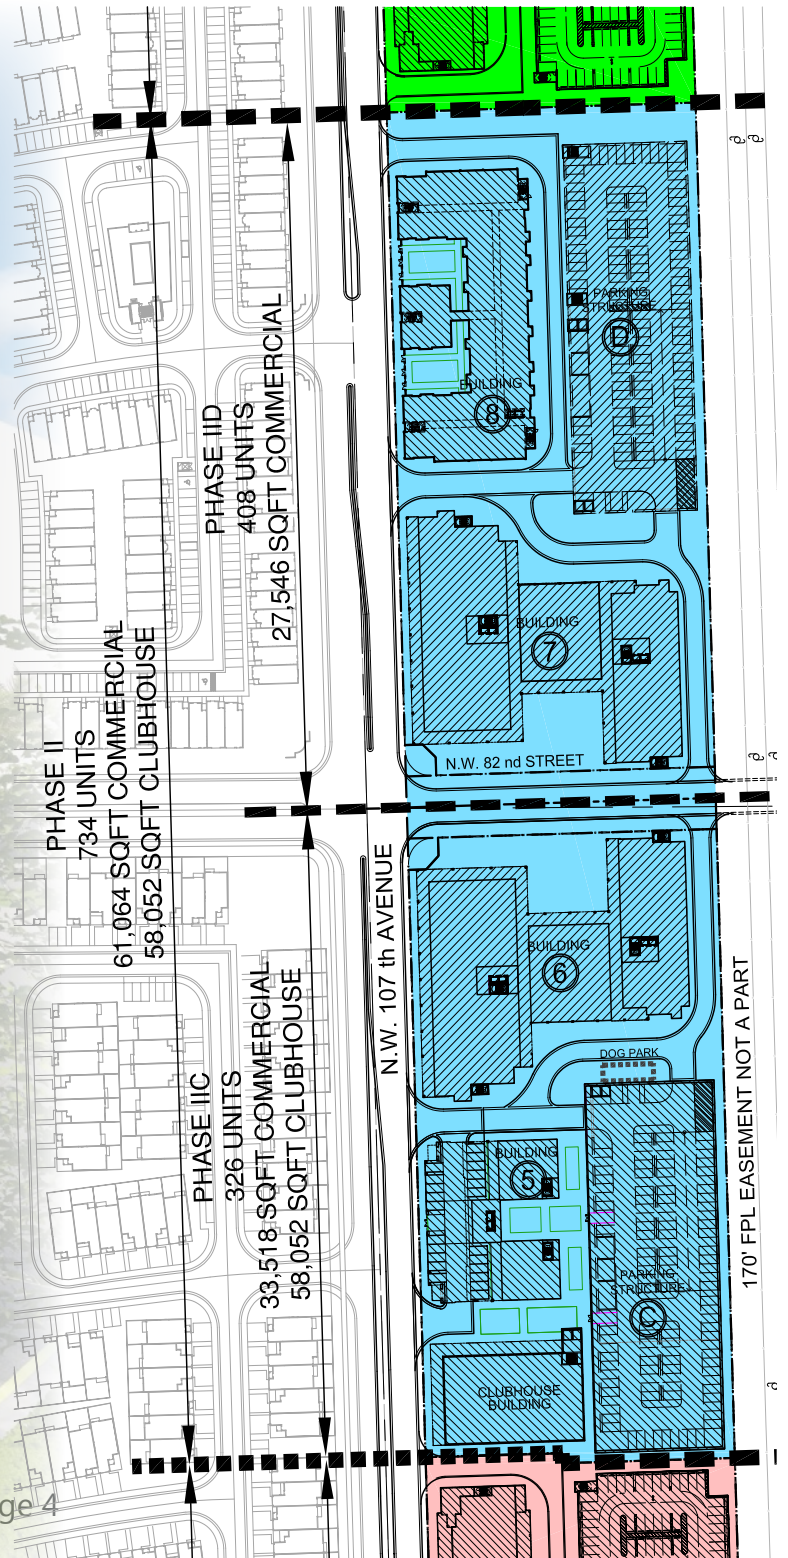 PHASE II
734 UNITS
61,064 SQFT COMMERCIAL
58,052 SQFT CLUBHOUSE
PHASE IID
408 UNITS
27,546 SQFT COMMERCIAL
PHASE IIC
326 UNITS
33,518 SQFT COMMERCIAL
58,052 SQFT CLUBHOUSE
N.W. 107 th AVENUE
PARKING
STRUCTURE
D
BUILDING
8
BUILDING
7
N.W. 82 nd STREET
BUILDING
6
DOG PARK
BUILDING
5
PARKING
STRUCTURE
C
CLUBHOUSE
BUILDING
170' FPL EASEMENT NOT A PART
ge 4